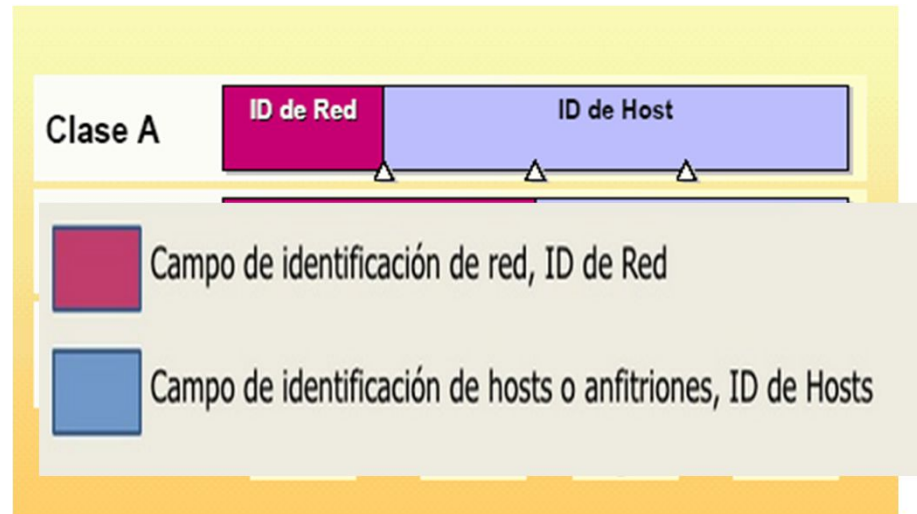 Clase A
ID de Red
ID de Host
Campo de identificación de red, ID de Red
Campo de identificación de hosts o anfitriones, ID de Hosts